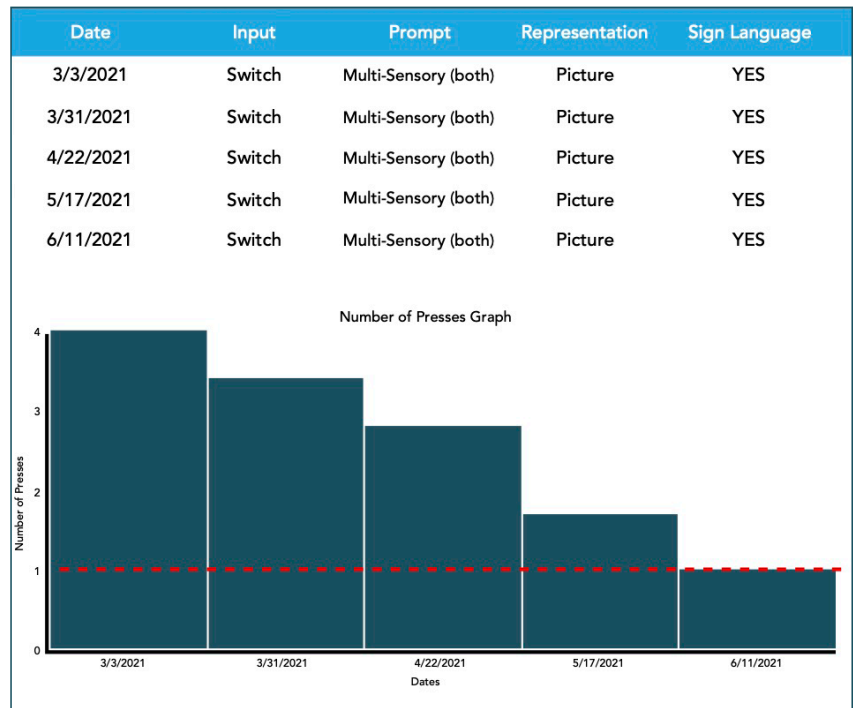 Date Input Prompt Representation Sign Language
3/3/2021 Switch Multi-Sensory (both) Picture YES
3/31/2021 Switch Multi-Sensory (both) Picture YES
4/22/2021 Switch Multi-Sensory (both) Picture YES
5/17/2021 Switch Multi-Sensory (both) Picture YES
6/11/2021 Switch Multi-Sensory (both) Picture YES
Number of Presses Graph
4
3
2
1
0
Number of Presses
3/3/2021 3/31/2021 4/22/2021 5/17/2021 6/11/2021
Dates